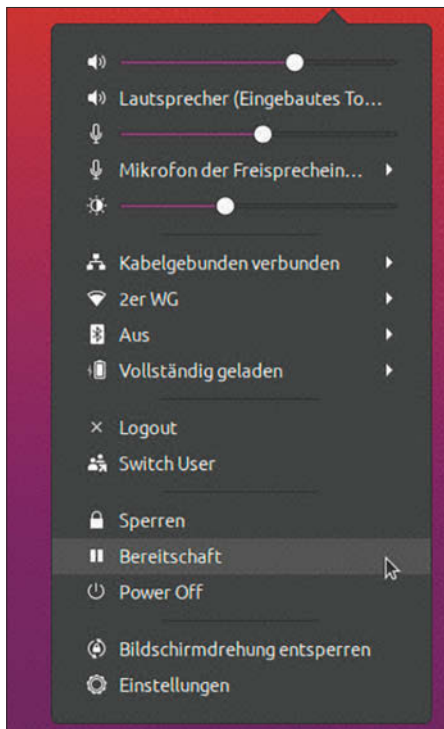 Lautsprecher (Eingebautes To...
Mikrofon der Freisprechein...
Kabelgebunden verbunden
2er WG
Aus
Vollständig geladen
Logout
Switch User
Sperren
Bereitschaft
Power Off
Bildschirmdrehung entsperren
Einstellungen